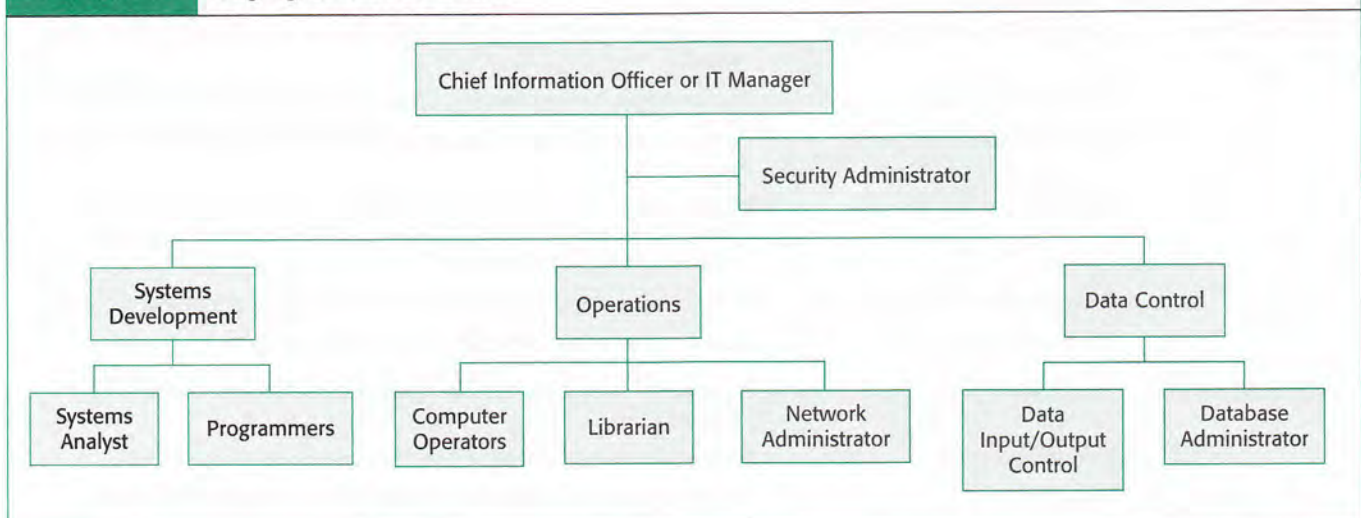 Chief Information Officer or IT Manager
Security Administrator
Systems
Development
Operations
Data Control
Systems
Analyst
Programmers
Computer
Operators
Librarian
Network
Administrator
Data
Input/Output
Control
Database
Administrator